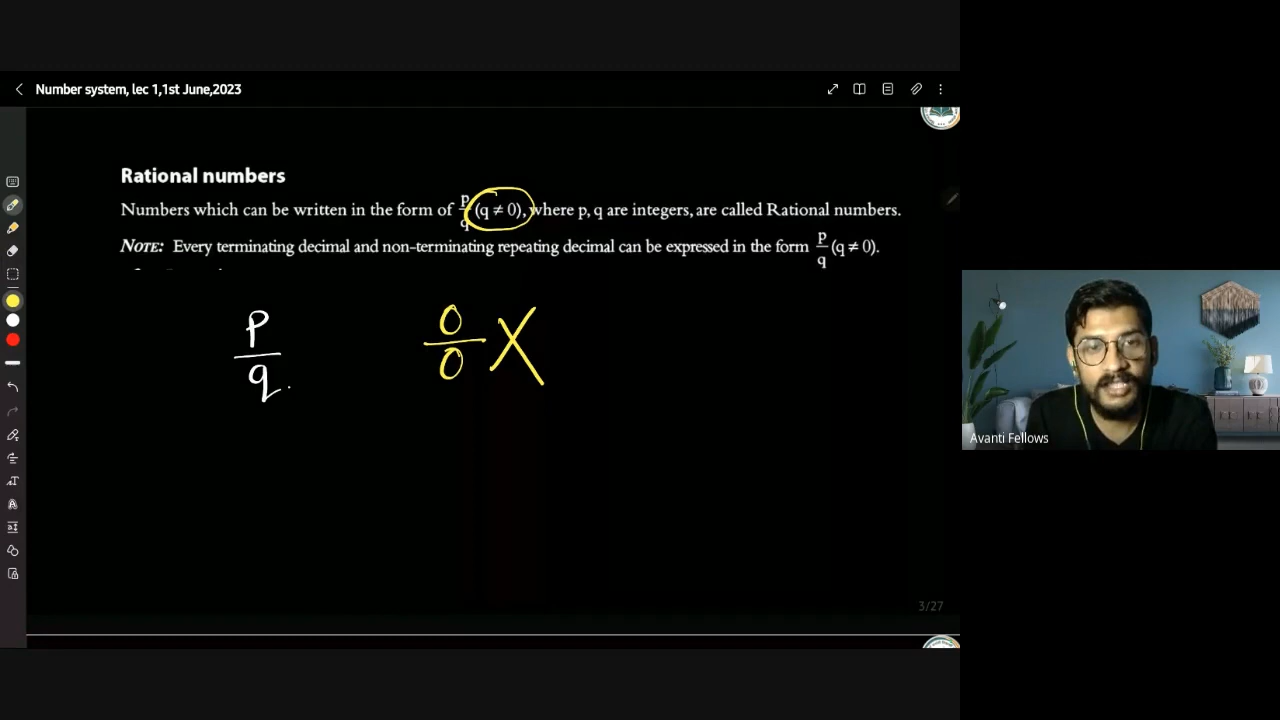 Number system, lec 1,1st June,2023
Rational numbers
Numbers which can be written in the form of p/q (q ≠ 0), where p, q are integers, are called Rational numbers.
NOTE: Every terminating decimal and non-terminating repeating decimal can be expressed in the form p/q (q ≠ 0).
p/q.
0/0 X
3/27
Avanti Fellows